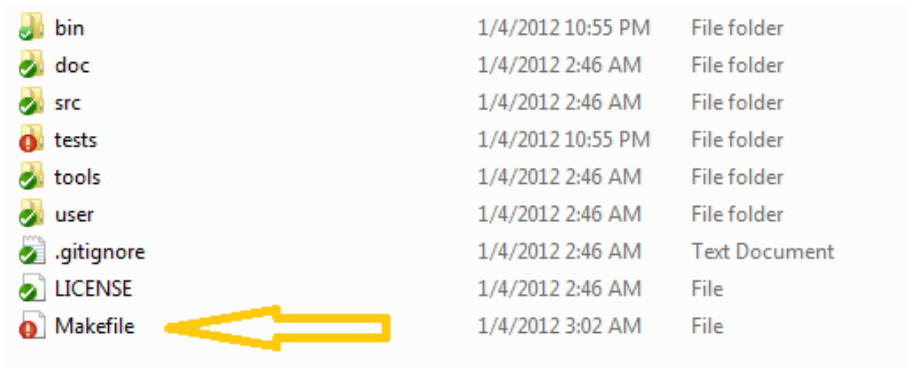 bin 1/4/2012 10:55 PM File folder
doc 1/4/2012 2:46 AM File folder
src 1/4/2012 2:46 AM File folder
tests 1/4/2012 10:55 PM File folder
tools 1/4/2012 2:46 AM File folder
user 1/4/2012 2:46 AM File folder
.gitignore 1/4/2012 2:46 AM Text Document
LICENSE 1/4/2012 2:46 AM File
Makefile 1/4/2012 3:02 AM File